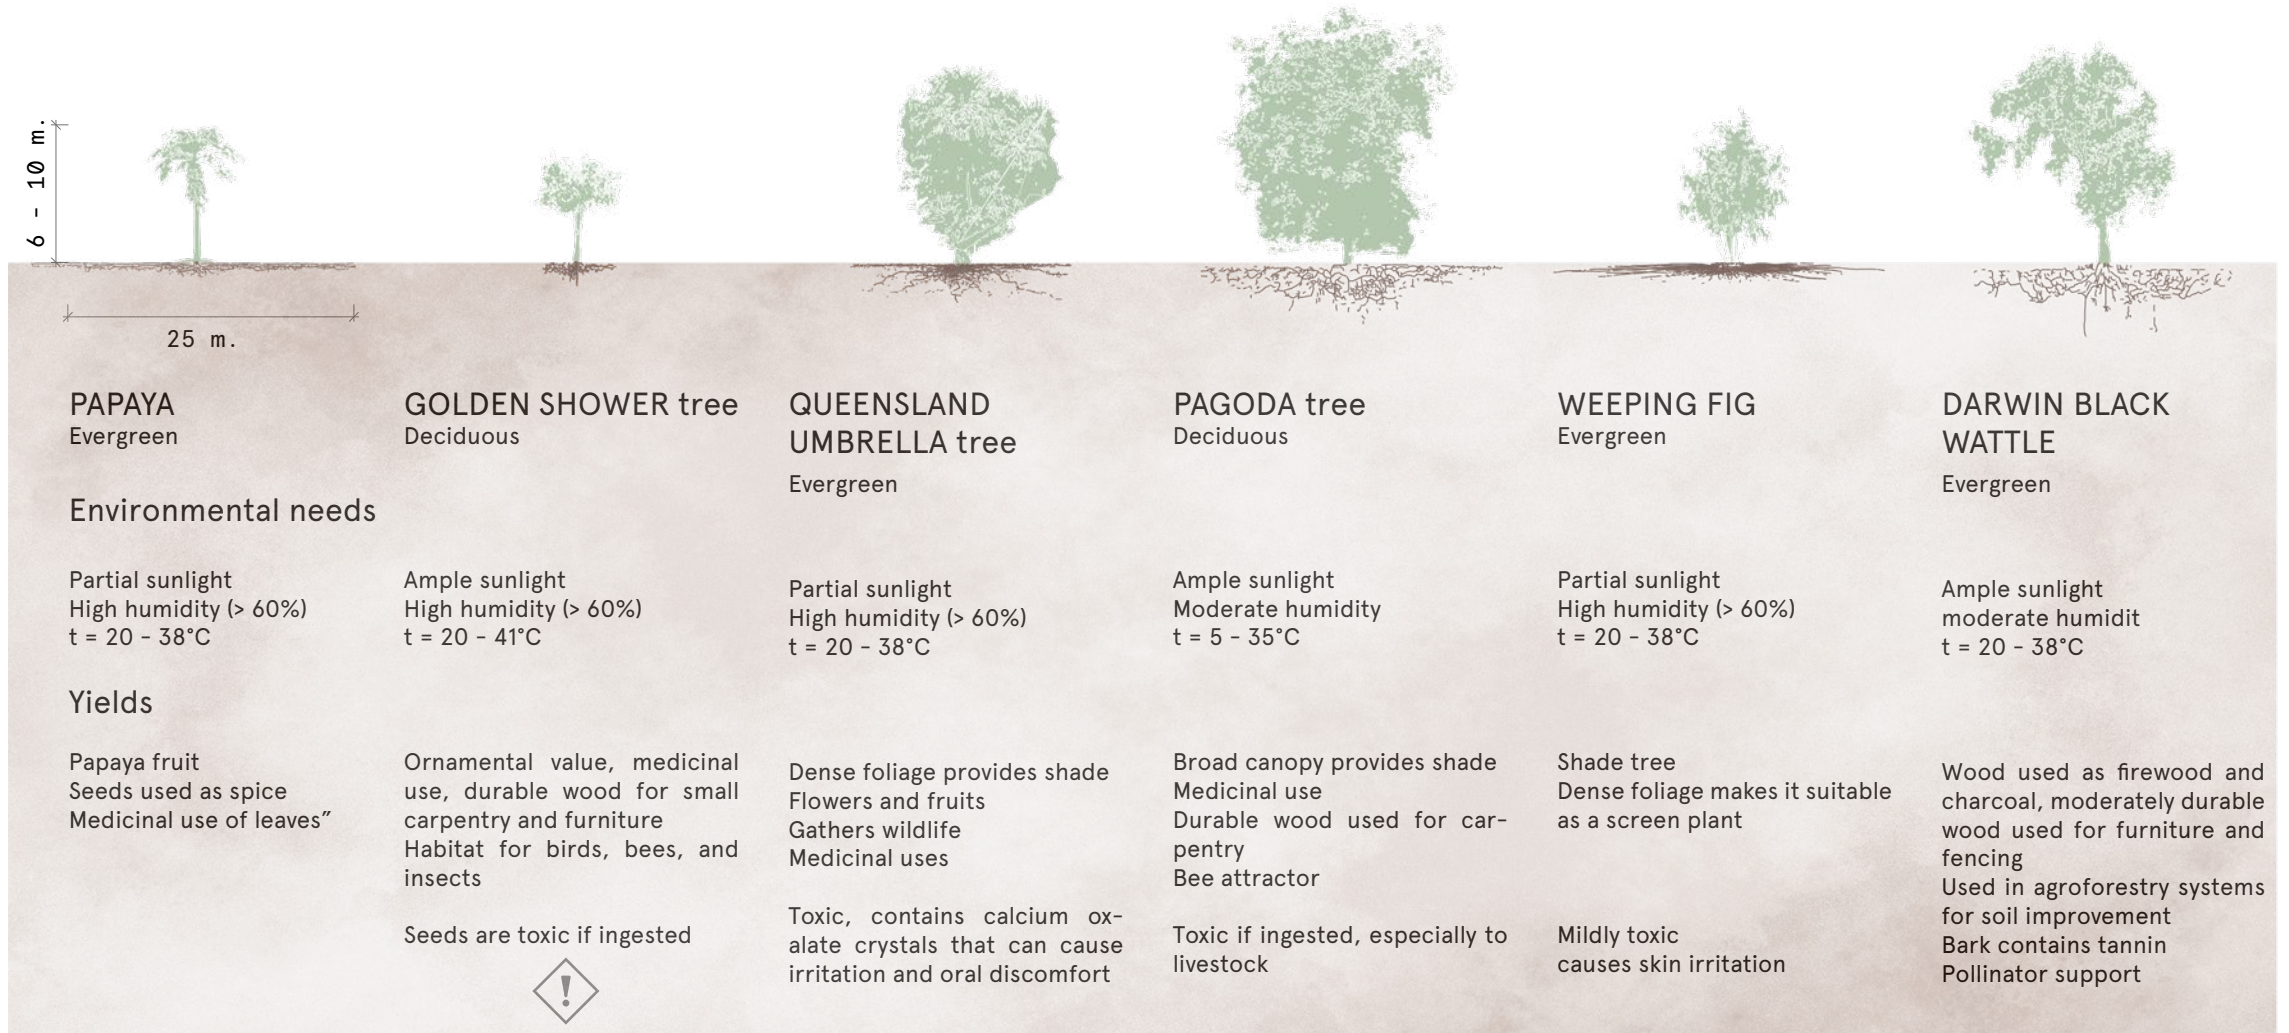 6 - 10 m.
25 m.
PAPAYA
Evergreen
Environmental needs
Partial sunlight
High humidity (> 60%)
t = 20 - 38°C
Yields
Papaya fruit
Seeds used as spice
Medicinal use of leaves”
GOLDEN SHOWER tree
Deciduous
Ample sunlight
High humidity (> 60%)
t = 20 - 41°C
Ornamental value, medicinal
use, durable wood for small
carpentry and furniture
Habitat for birds, bees, and
insects
Seeds are toxic if ingested
!
QUEENSLAND
UMBRELLA tree
Evergreen
Partial sunlight
High humidity (> 60%)
t = 20 - 38°C
Dense foliage provides shade
Flowers and fruits
Gathers wildlife
Medicinal uses
Toxic, contains calcium ox-
alate crystals that can cause
irritation and oral discomfort
PAGODA tree
Deciduous
Ample sunlight
Moderate humidity
t = 5 - 35°C
Broad canopy provides shade
Medicinal use
Durable wood used for car-
pentry
Bee attractor
Toxic if ingested, especially to
livestock
WEEPING FIG
Evergreen
Partial sunlight
High humidity (> 60%)
t = 20 - 38°C
Shade tree
Dense foliage makes it suitable
as a screen plant
Mildly toxic
causes skin irritation
DARWIN BLACK
WATTLE
Evergreen
Ample sunlight
moderate humidit
t = 20 - 38°C
Wood used as firewood and
charcoal, moderately durable
wood used for furniture and
fencing
Used in agroforestry systems
for soil improvement
Bark contains tannin
Pollinator support